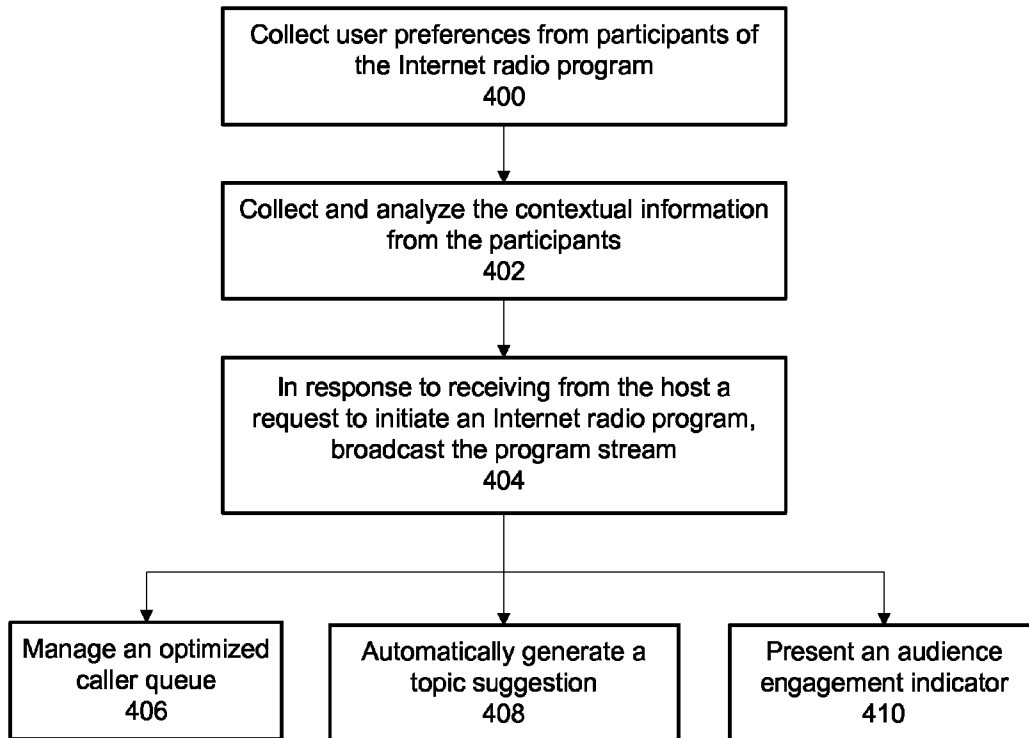 Collect user preferences from participants of
the Internet radio program
400
Collect and analyze the contextual information
from the participants
402
In response to receiving from the host a
request to initiate an Internet radio program,
broadcast the program stream
404
Manage an optimized
caller queue
406
Automatically generate a
topic suggestion
408
Present an audience
engagement indicator
410